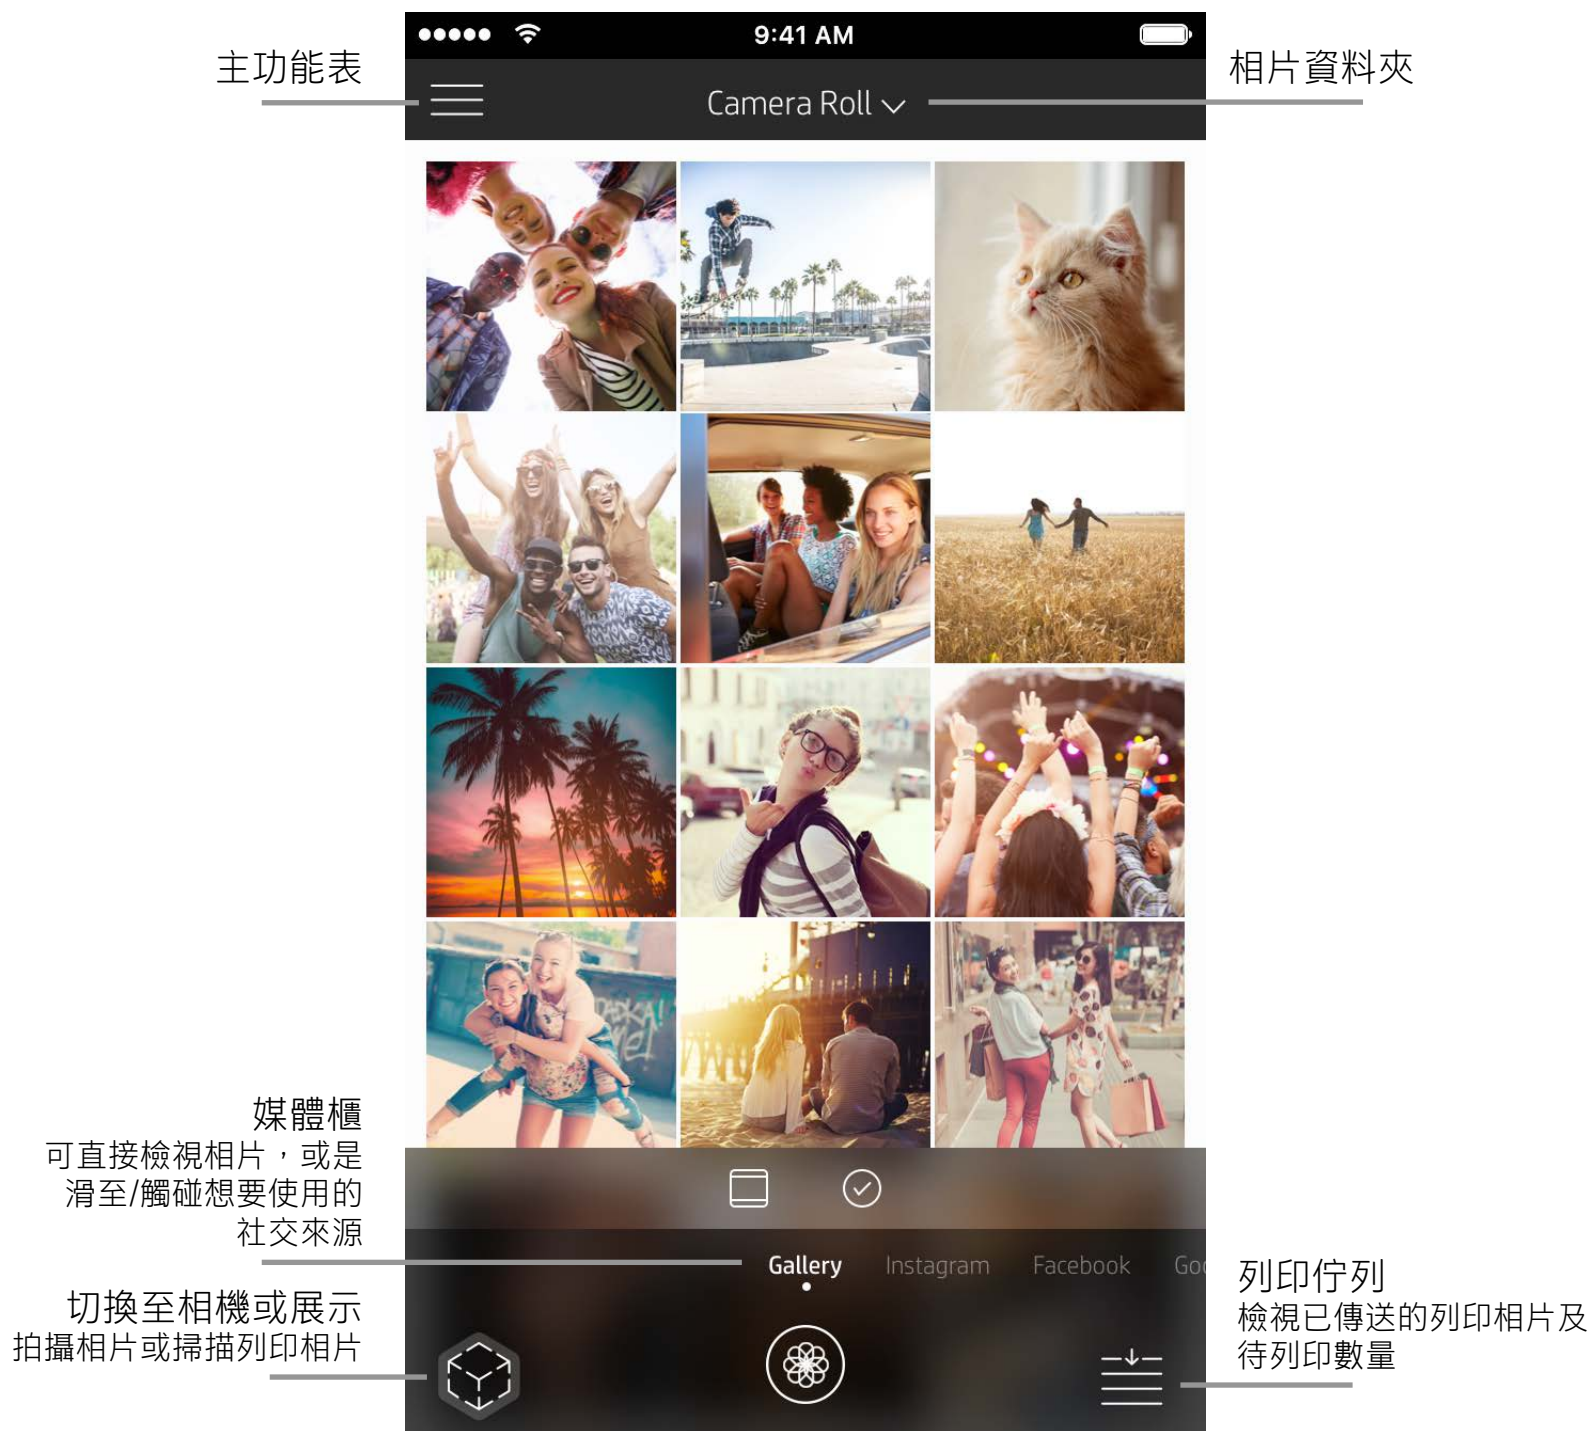 9:41 AM
主功能表
相片資料夾
Camera Roll
媒體櫃
可直接檢視相片，或是
滑至/觸碰想要使用的
社交來源
Gallery
Instagram
Facebook
Goo
切換至相機或展示
拍攝相片或掃描列印相片
列印佇列
檢視已傳送的列印相片及
待列印數量